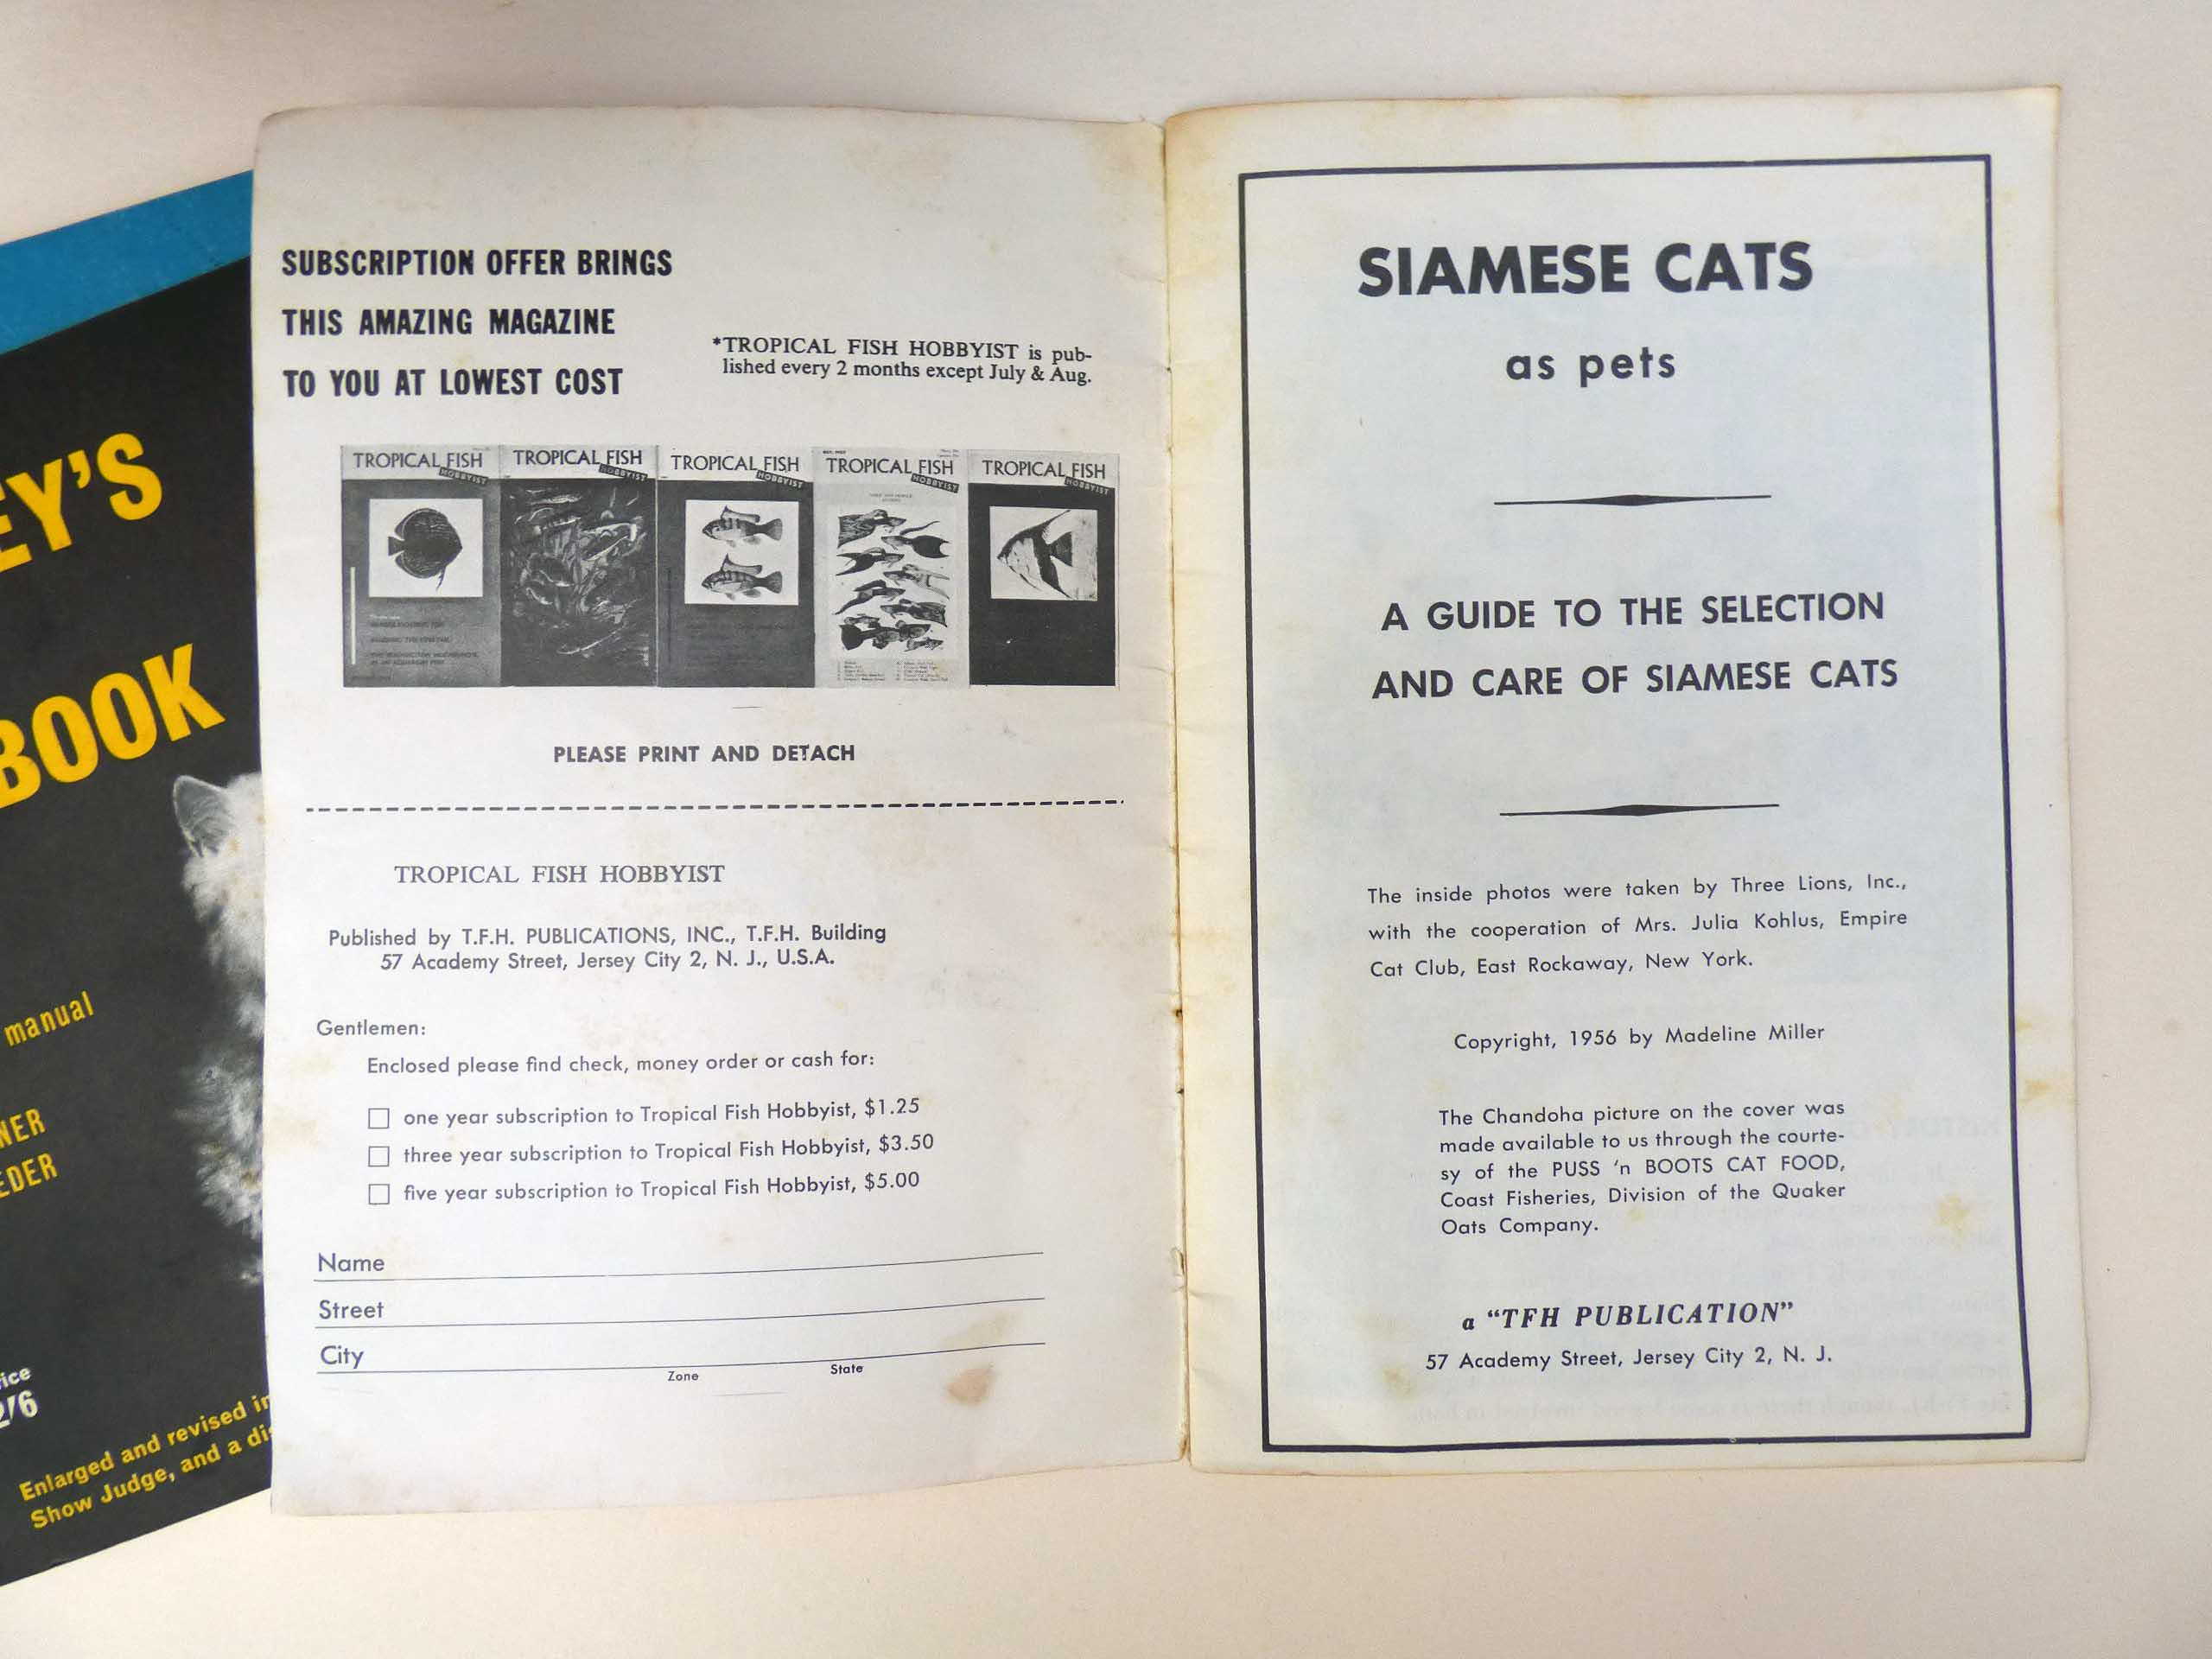 EY'S
BOOK
manual
NER
EDER
ice
2/6
Enlarged and revised in
Show Judge, and a dis
SUBSCRIPTION OFFER BRINGS
THIS AMAZING MAGAZINE
TO YOU AT LOWEST COST
*TROPICAL FISH HOBBYIST is pub-
lished every 2 months except July & Aug.
TROPICAL FISH
HOBBYIST
TROPICAL FISH
HOBBYIST
TROPICAL FISH
HOBBYIST
TROPICAL FISH
HOBBYIST
TROPICAL FISH
HOBBYIST
PLEASE PRINT AND DETACH
TROPICAL FISH HOBBYIST
Published by T.F.H. PUBLICATIONS, INC., T.F.H. Building
57 Academy Street, Jersey City 2, N. J., U.S.A.
Gentlemen:
Enclosed please find check, money order or cash for:
one year subscription to Tropical Fish Hobbyist, $1.25
three year subscription to Tropical Fish Hobbyist, $3.50
five year subscription to Tropical Fish Hobbyist, $5.00
Name
Street
City
Zone State
SIAMESE CATS
as pets
A GUIDE TO THE SELECTION
AND CARE OF SIAMESE CATS
The inside photos were taken by Three Lions, Inc.,
with the cooperation of Mrs. Julia Kohlus, Empire
Cat Club, East Rockaway, New York.
Copyright, 1956 by Madeline Miller
The Chandoha picture on the cover was
made available to us through the courte-
sy of the PUSS 'n BOOTS CAT FOOD,
Coast Fisheries, Division of the Quaker
Oats Company.
a "TFH PUBLICATION"
57 Academy Street, Jersey City 2, N. J.